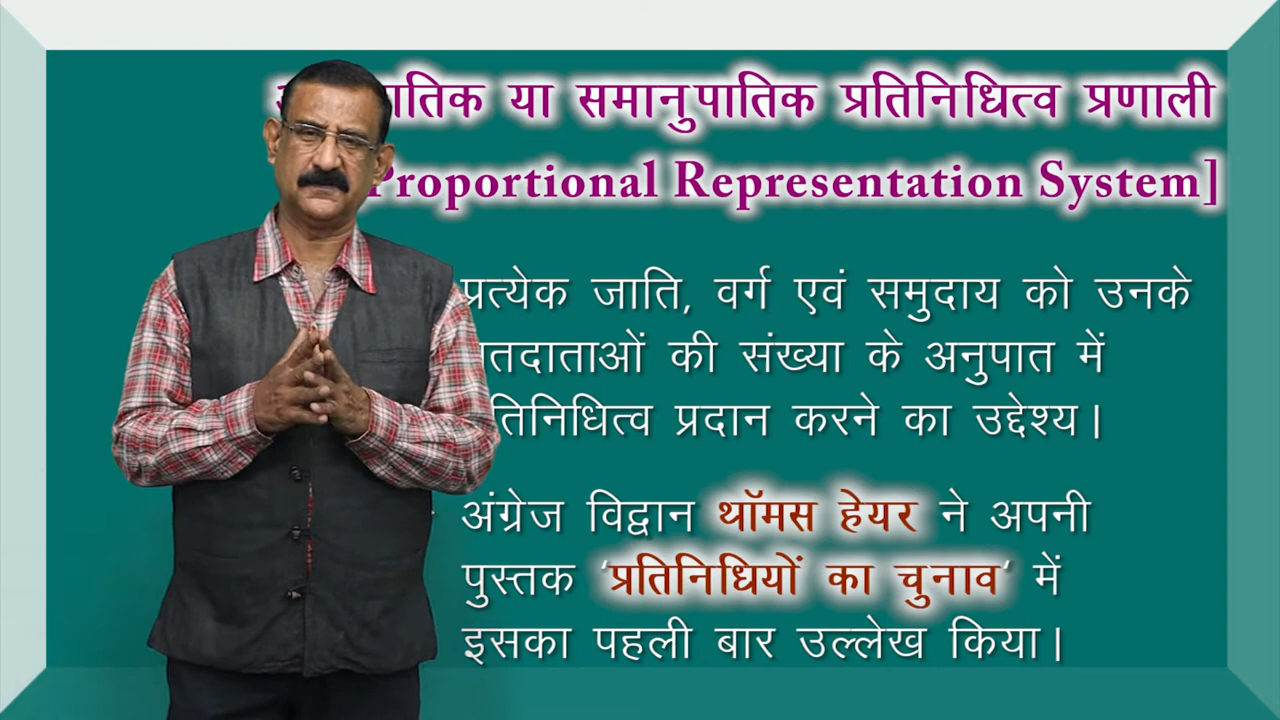 या समानुपातिक प्रतिनिधित्व प्रणाली
Representation System]
प्रत्येक जाति, वर्ग एवं समुदाय को उनके
की संख्या के अनुपात में
प्रदान करने का उद्देश्य।
अंग्रेज विद्वान थॉमस हेयर ने अपनी
पुस्तक 'प्रतिनिधियों का चुनाव' में
इसका पहली बार उल्लेख किया।